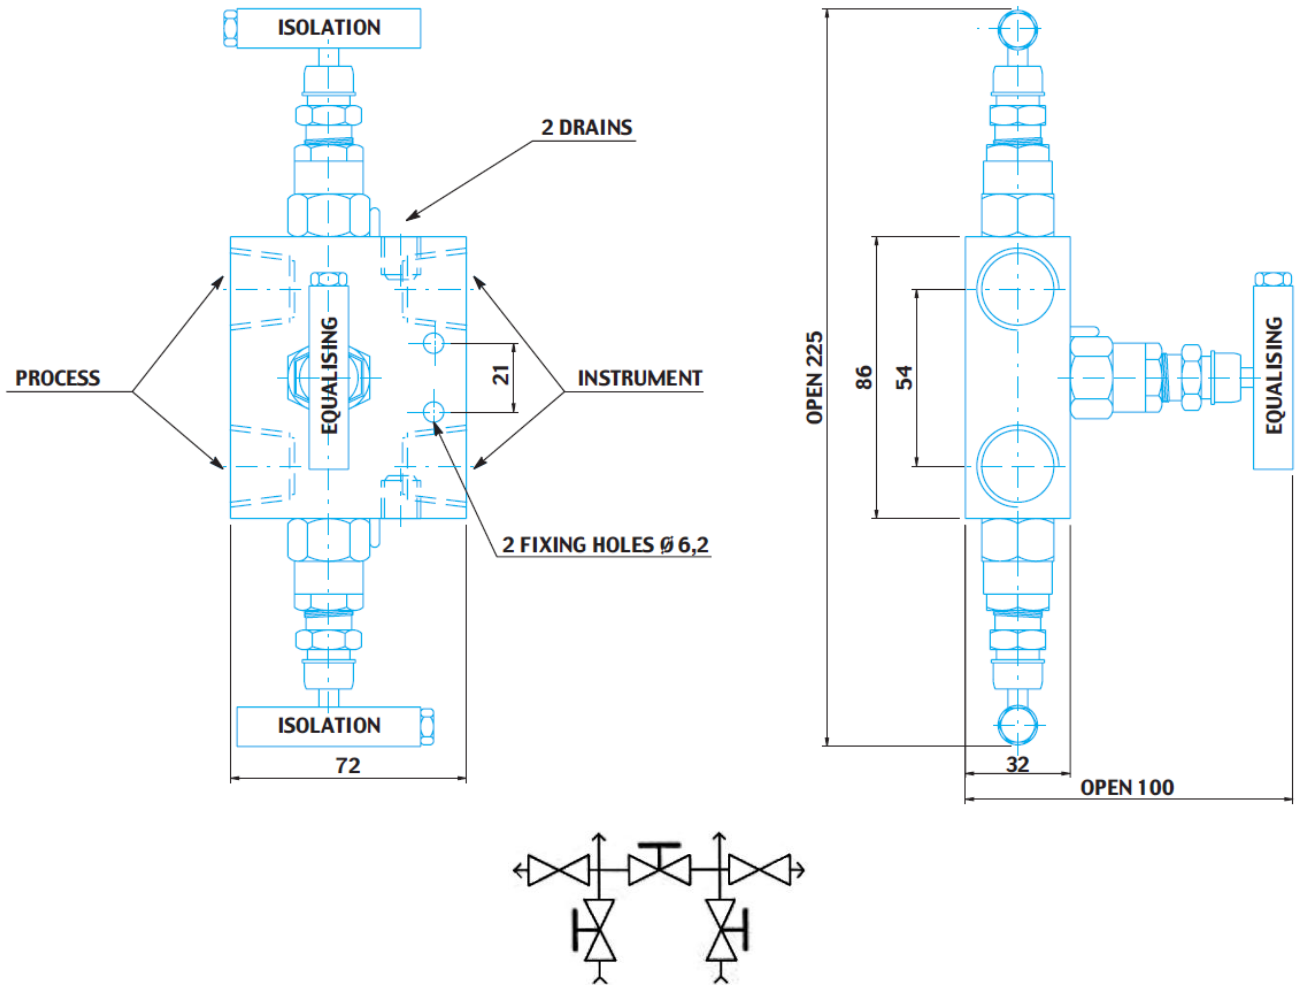 ISOLATION
2 DRAINS
PROCESS
EQUALISING
21
INSTRUMENT
2 FIXING HOLES Ø 6,2
ISOLATION
72
OPEN 225
86
54
EQUALISING
32
OPEN 100